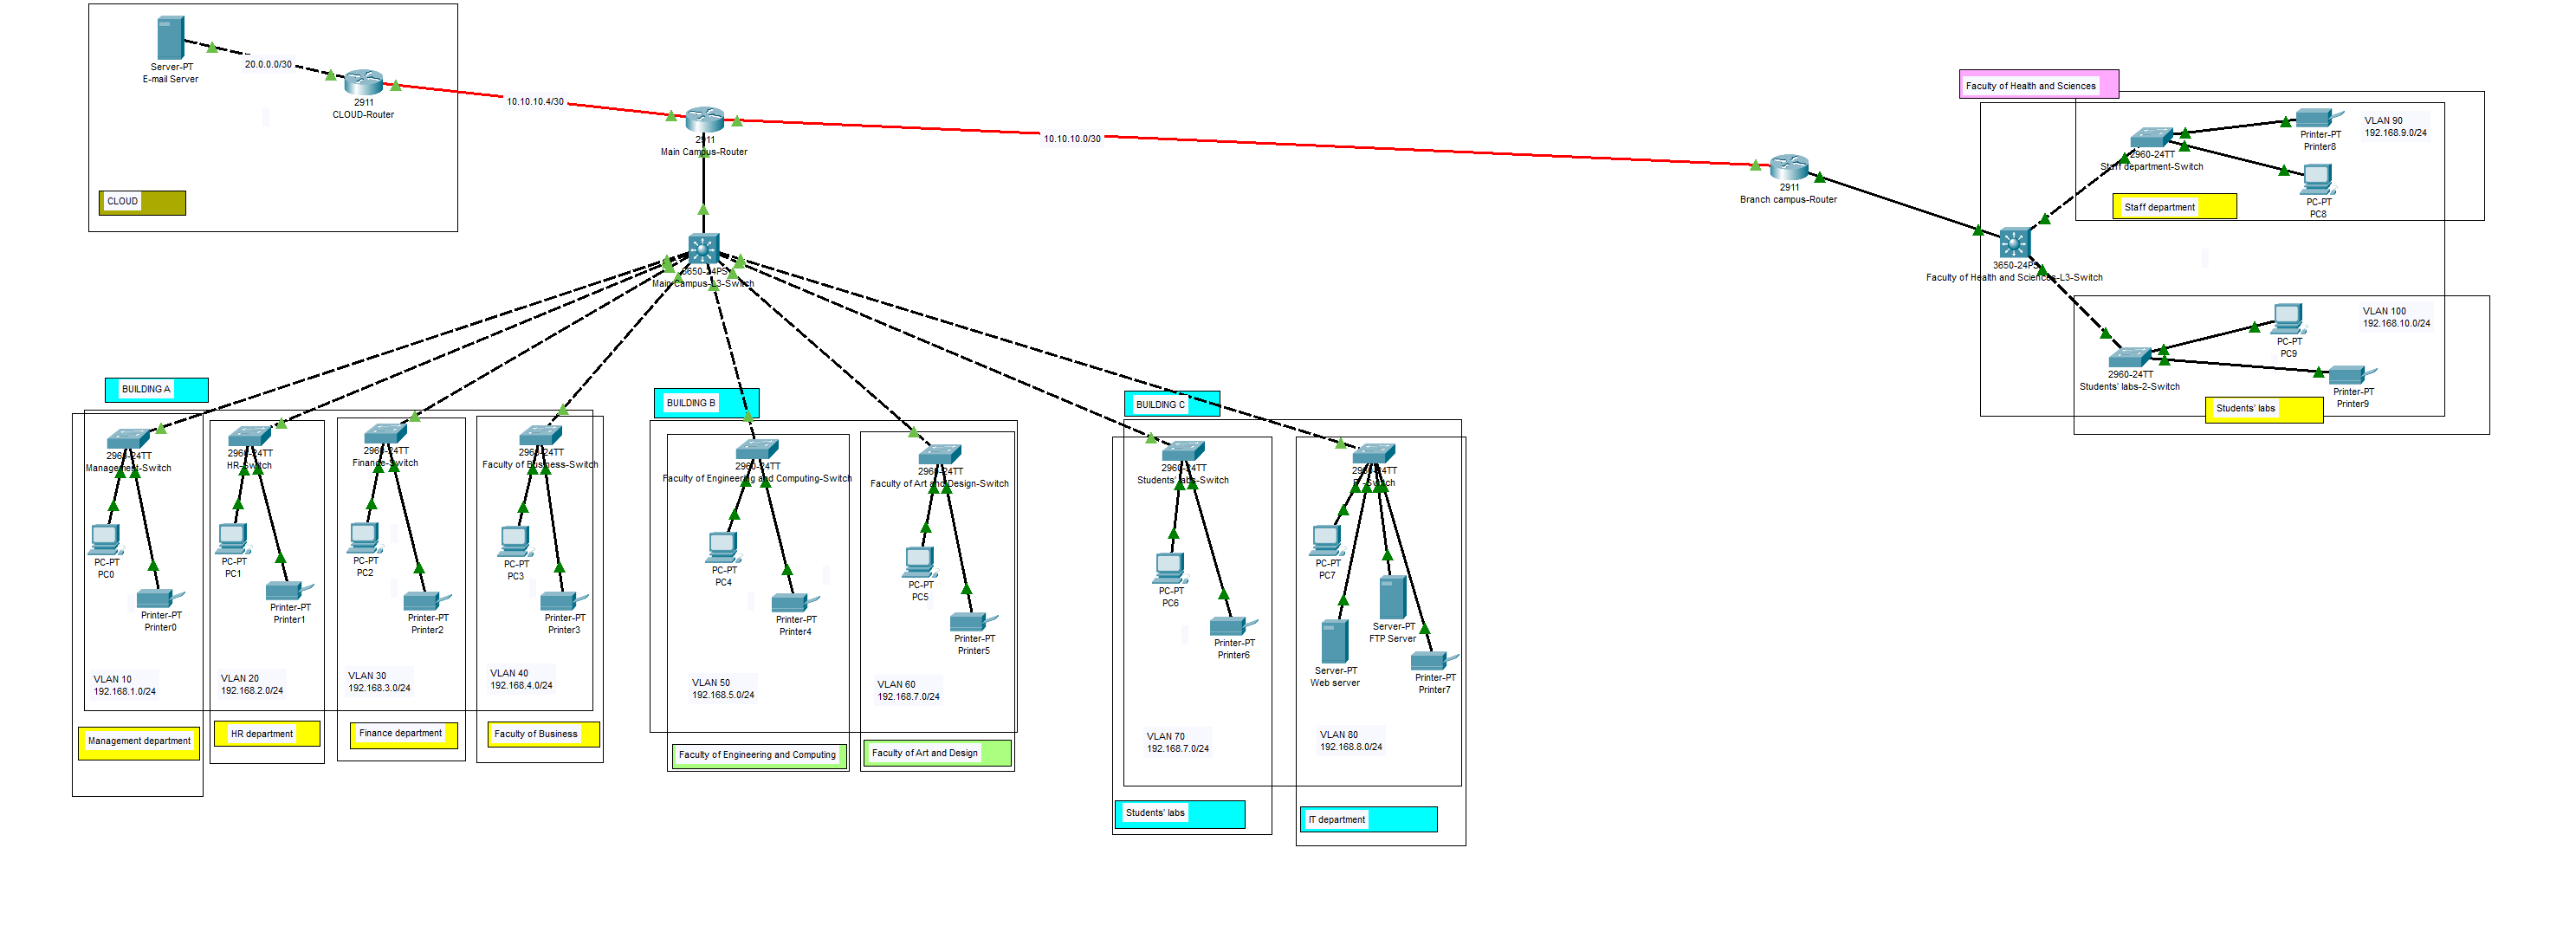 Server-PT
E-mail Server
20.0.0.0/30
2911
CLOUD-Router
CLOUD
10.10.10.4/30
2911
Main Campus-Router
10.10.10.0/30
2911
Branch campus-Router
Faculty of Health and Sciences
2960-24TT
Staff department-Switch
Printer-PT
Printer8
VLAN 90
192.168.9.0/24
PC-PT
PC8
Staff department
3650-24PS
Faculty of Health and Sciences-L3-Switch
VLAN 100
192.168.10.0/24
PC-PT
PC9
2960-24TT
Students' labs-2-Switch
Printer-PT
Printer9
Students' labs
3650-24PS
Main Campus-L3-Switch
BUILDING A
2960-24TT
Management-Switch
PC-PT
PC0
Printer-PT
Printer0
VLAN 10
192.168.1.0/24
Management department
2960-24TT
HR-Switch
PC-PT
PC1
Printer-PT
Printer1
VLAN 20
192.168.2.0/24
HR department
2960-24TT
Finance-Switch
PC-PT
PC2
Printer-PT
Printer2
VLAN 30
192.168.3.0/24
Finance department
2960-24TT
Faculty of Business-Switch
PC-PT
PC3
Printer-PT
Printer3
VLAN 40
192.168.4.0/24
Faculty of Business
BUILDING B
2960-24TT
Faculty of Engineering and Computing-Switch
PC-PT
PC4
Printer-PT
Printer4
VLAN 50
192.168.5.0/24
Faculty of Engineering and Computing
2960-24TT
Faculty of Art and Design-Switch
PC-PT
PC5
Printer-PT
Printer5
VLAN 60
192.168.7.0/24
Faculty of Art and Design
BUILDING C
2960-24TT
Students' labs-Switch
PC-PT
PC6
Printer-PT
Printer6
VLAN 70
192.168.7.0/24
Students' labs
2960-24TT
IT-Switch
PC-PT
PC7
Server-PT
FTP Server
Server-PT
Web server
Printer-PT
Printer7
VLAN 80
192.168.8.0/24
IT department